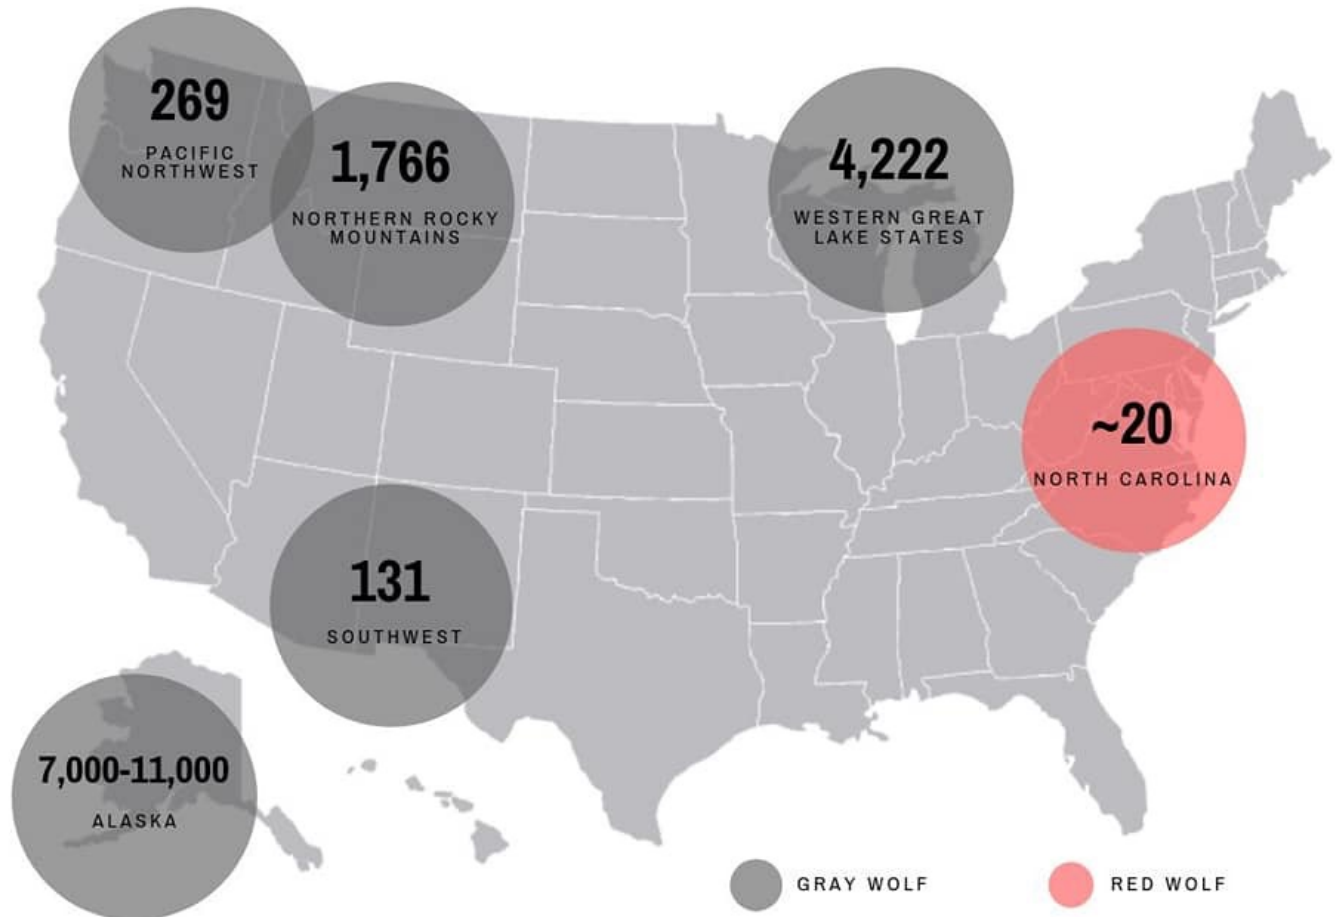 269
PACIFIC
NORTHWEST
1,766
NORTHERN ROCKY
MOUNTAINS
4,222
WESTERN GREAT
LAKE STATES
~20
NORTH CAROLINA
131
SOUTHWEST
7,000-11,000
ALASKA
GRAY WOLF
RED WOLF